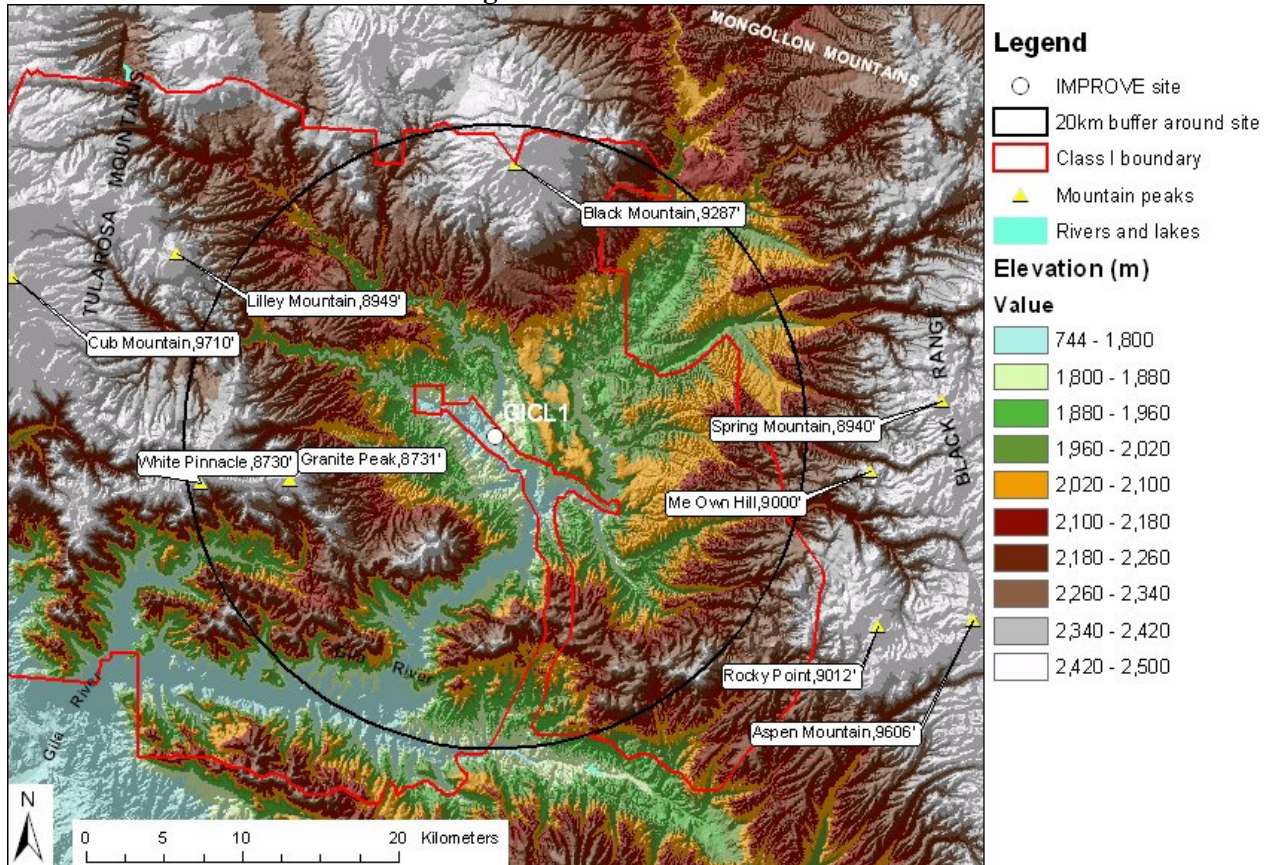 MONGOLLON MOUNTAINS
TULAROSA MOUNTAINS
Black Mountain,9287'
Lilley Mountain,8949'
Cub Mountain,9710'
GICL1
BLACK RANGE
Spring Mountain,8940'
White Pinnacle,8730'
Granite Peak,8731'
Me Own Hill,9000'
Gila River
Gila River
Rocky Point,9012'
Aspen Mountain,9606'
N
0 5 10 20 Kilometers
Legend
IMPROVE site
20km buffer around site
Class I boundary
Mountain peaks
Rivers and lakes
Elevation (m)
Value
744 - 1,800
1,800 - 1,880
1,880 - 1,960
1,960 - 2,020
2,020 - 2,100
2,100 - 2,180
2,180 - 2,260
2,260 - 2,340
2,340 - 2,420
2,420 - 2,500